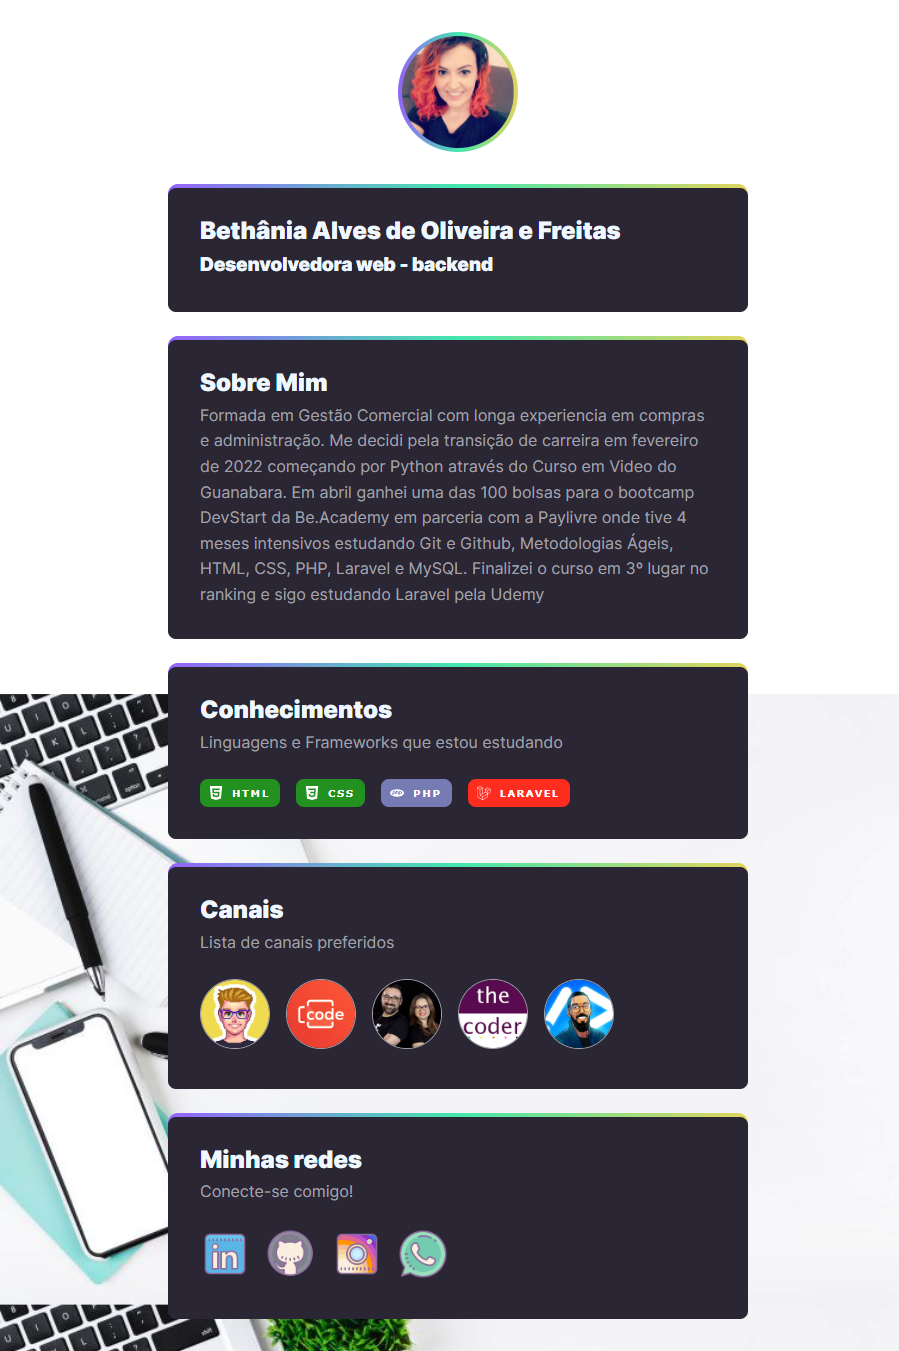 Bethânia Alves de Oliveira e Freitas
Desenvolvedora web - backend
Sobre Mim
Formada em Gestão Comercial com longa experiencia em compras
e administração. Me decidi pela transição de carreira em fevereiro
de 2022 começando por Python através do Curso em Video do
Guanabara. Em abril ganhei uma das 100 bolsas para o bootcamp
DevStart da Be.Academy em parceria com a Paylivre onde tive 4
meses intensivos estudando Git e Github, Metodologias Ágeis,
HTML, CSS, PHP, Laravel e MySQL. Finalizei o curso em 3º lugar no
ranking e sigo estudando Laravel pela Udemy
Conhecimentos
Linguagens e Frameworks que estou estudando
HTML CSS PHP LARAVEL
Canais
Lista de canais preferidos
code
the
coder
Minhas redes
Conecte-se comigo!
in